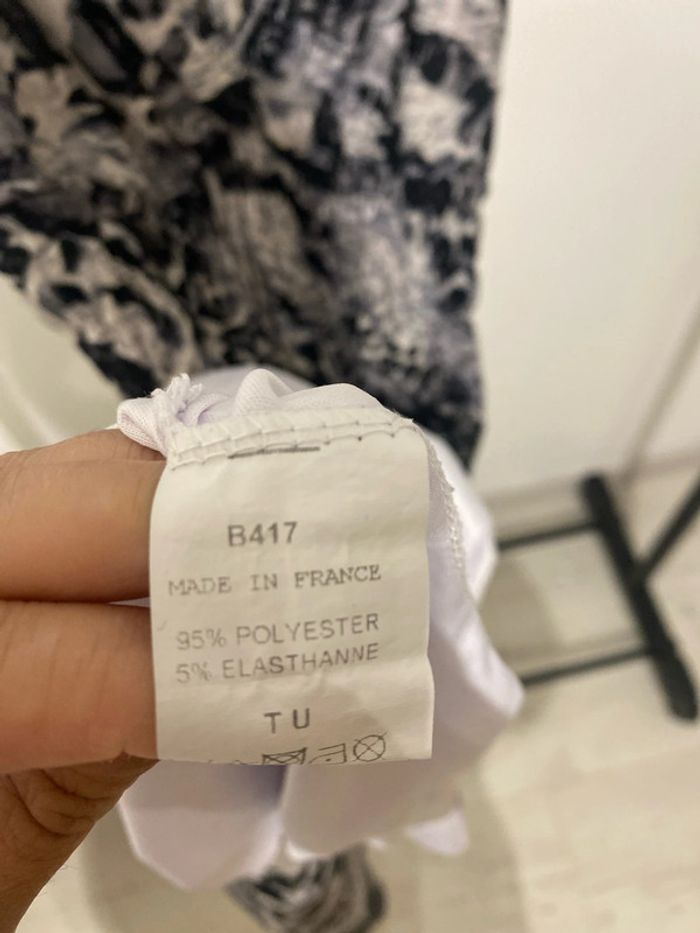 B417
MADE IN FRANCE
95% POLYESTER
5% ELASTHANNE
TU